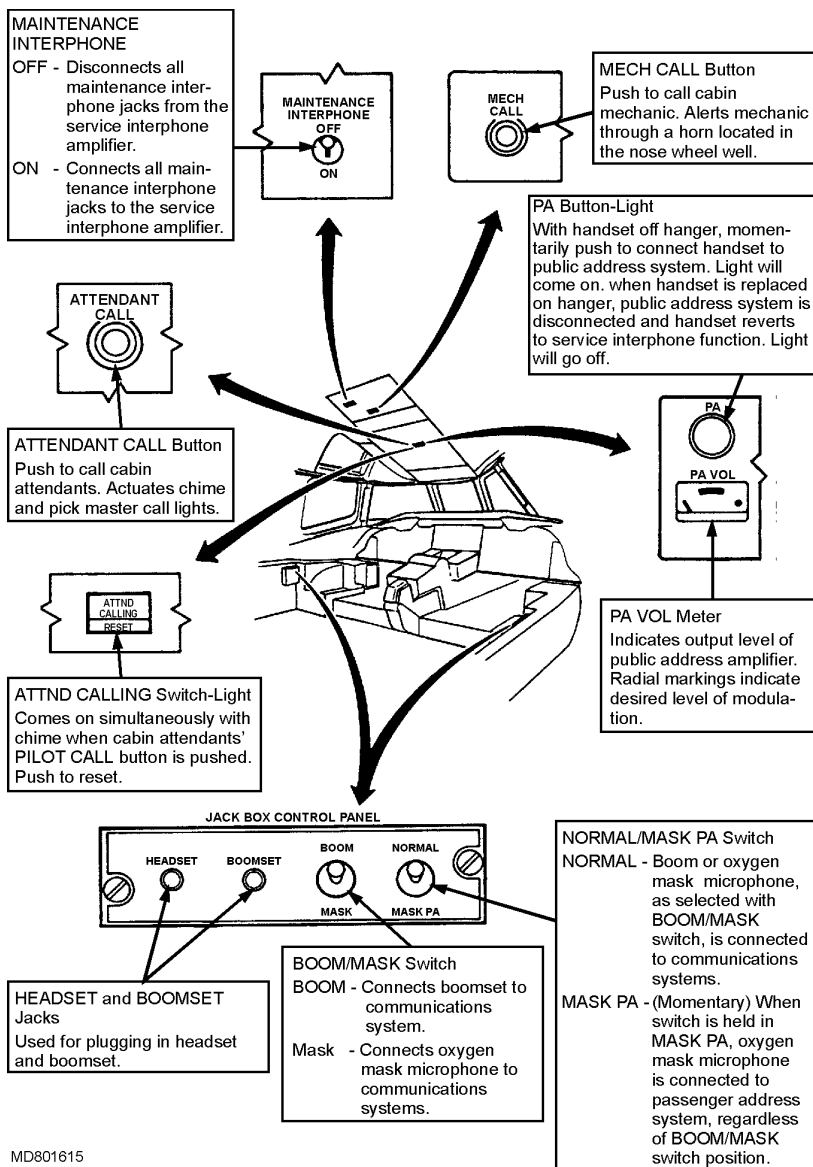 MAINTENANCE
INTERPHONE
OFF - Disconnects all
maintenance inter-
phone jacks from the
service interphone
amplifier.
ON - Connects all main-
tenance interphone
jacks to the service
interphone amplifier.
MAINTENANCE
INTERPHONE
OFF
ON
MECH
CALL
MECH CALL Button
Push to call cabin
mechanic. Alerts mechanic
through a horn located in
the nose wheel well.
PA Button-Light
With handset off hanger, momen-
tarily push to connect handset to
public address system. Light will
come on. when handset is replaced
on hanger, public address system is
disconnected and handset reverts
to service interphone function. Light
will go off.
ATTENDANT
CALL
ATTENDANT CALL Button
Push to call cabin
attendants. Actuates chime
and pick master call lights.
PA
PA VOL
ATTND
CALLING
RESET
PA VOL Meter
Indicates output level of
public address amplifier.
Radial markings indicate
desired level of modula-
tion.
ATTND CALLING Switch-Light
Comes on simultaneously with
chime when cabin attendants'
PILOT CALL button is pushed.
Push to reset.
JACK BOX CONTROL PANEL
HEADSET
BOOMSET
BOOM
MASK
NORMAL
MASK PA
HEADSET and BOOMSET
Jacks
Used for plugging in headset
and boomset.
BOOM/MASK Switch
BOOM - Connects boomset to
communications
system.
Mask - Connects oxygen
mask microphone to
communications
systems.
NORMAL/MASK PA Switch
NORMAL - Boom or oxygen
mask microphone,
as selected with
BOOM/MASK
switch, is connected
to communications
systems.
MASK PA - (Momentary) When
switch is held in
MASK PA, oxygen
mask microphone
is connected to
passenger address
system, regardless
of BOOM/MASK
switch position.
MD801615